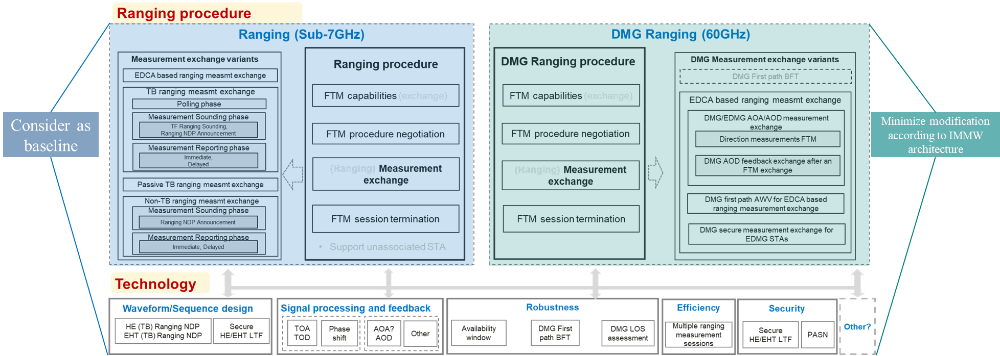 Ranging procedure
Ranging (Sub-7GHz)
Measurement exchange variants
EDCA based ranging measmt exchange
TB ranging measmt exchange
Polling phase
Measurement Sounding phase
TF Ranging Sounding,
Ranging NDP Announcement
Measurement Reporting phase
Immediate,
Delayed
Passive TB ranging measmt exchange
Non-TB ranging measmt exchange
Measurement Sounding phase
Ranging NDP Announcement
Measurement Reporting phase
Immediate, Delayed
Ranging procedure
FTM capabilities (exchange)
FTM procedure negotiation
(Ranging) Measurement
exchange
FTM session termination
• Support unassociated STA
DMG Ranging (60GHz)
DMG Ranging procedure
FTM capabilities (exchange)
FTM procedure negotiation
(Ranging) Measurement
exchange
FTM session termination
DMG Measurement exchange variants
DMG First path BFT
EDCA based ranging measmt exchange
DMG/EDMG AOA/AOD measurement
exchange
Direction measurements FTM
DMG AOD feedback exchange after an
FTM exchange
DMG first path AWV for EDCA based
ranging measurement exchange
DMG secure measurement exchange for
EDMG STAs
Consider as
baseline
Minimize modification
according to IMMW
architecture
Technology
Waveform/Sequence design
HE (TB) Ranging NDP
EHT (TB) Ranging NDP
Secure
HE/EHT LTF
Signal processing and feedback
TOA
TOD
Phase
shift
AOA?
AOD
Other
Robustness
Availability
window
DMG First
path BFT
DMG LOS
assessment
Efficiency
Multiple ranging
measurement
sessions
Security
Secure
HE/EHT LTF
PASN
Other?